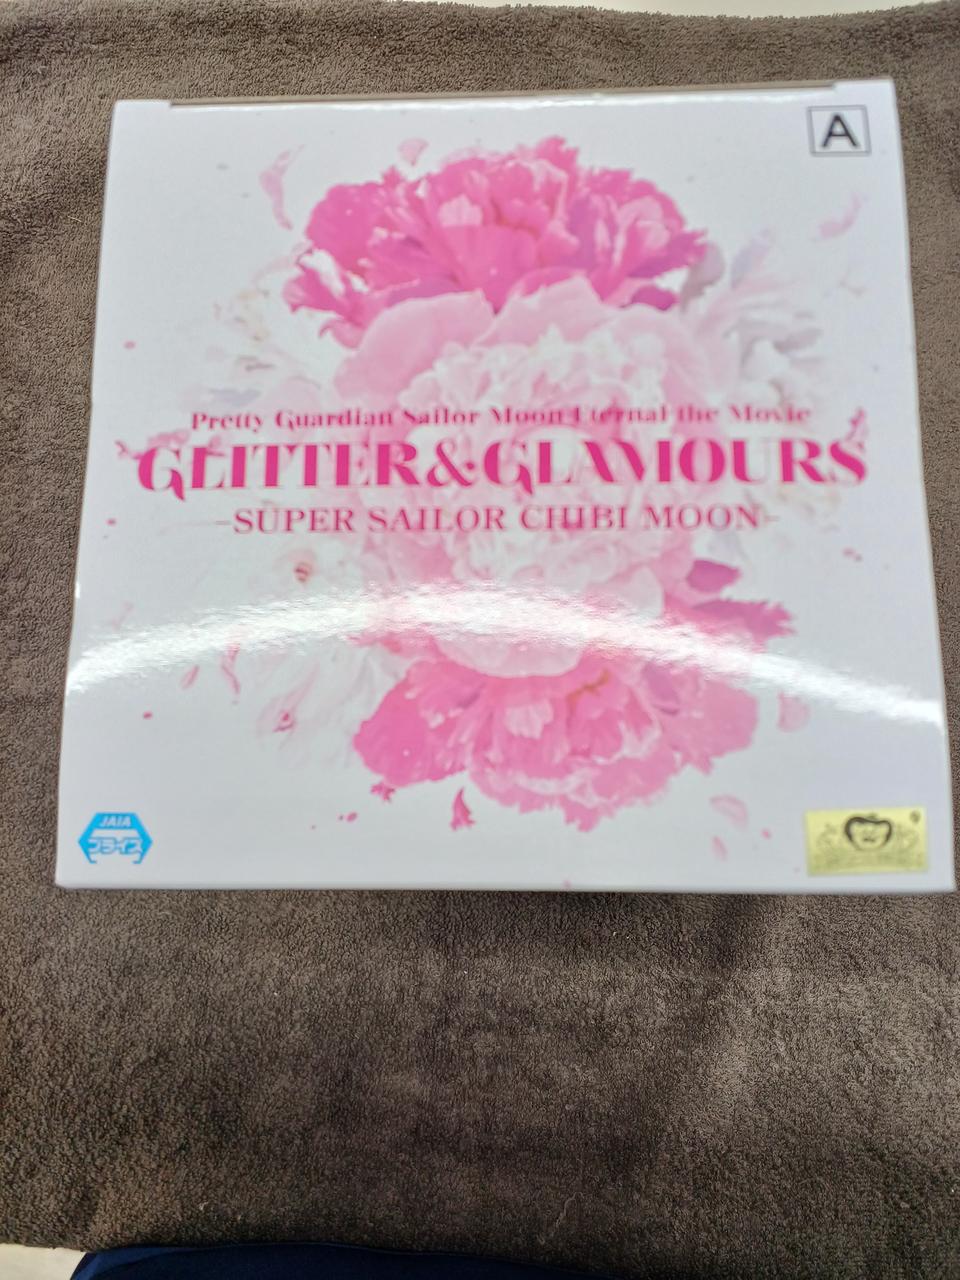 A
Pretty Guardian Sailor Moon Eternal the Movie
GLITTER&GLAMOURS
-SUPER SAILOR CHIBI MOON-
JAIA
プライズ